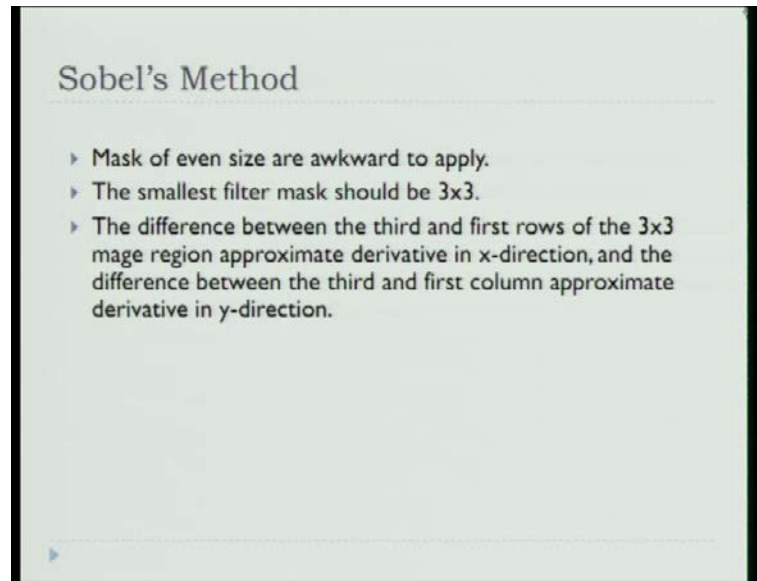 Sobel's Method
Mask of even size are awkward to apply.
The smallest filter mask should be 3x3.
The difference between the third and first rows of the 3x3
mage region approximate derivative in x-direction, and the
difference between the third and first column approximate
derivative in y-direction.